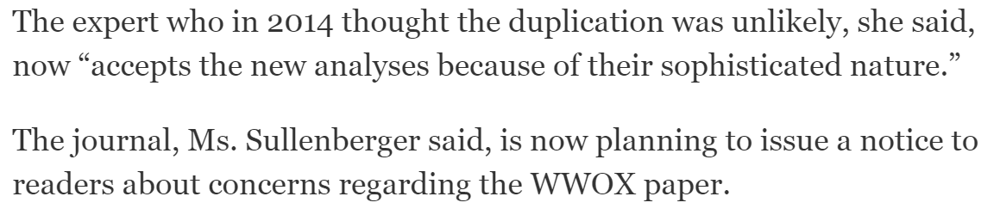 The expert who in 2014 thought the duplication was unlikely, she said,
now “accepts the new analyses because of their sophisticated nature.”
The journal, Ms. Sullenberger said, is now planning to issue a notice to
readers about concerns regarding the WWOX paper.